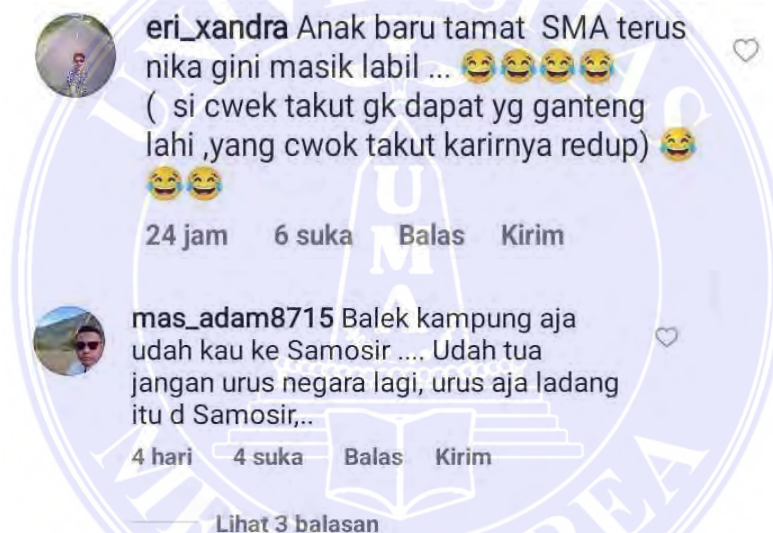 eri_xandra Anak baru tamat SMA terus
nika gini masik labil ... 😂😂😂😂
( si cwek takut gk dapat yg ganteng
lahi ,yang cwok takut karirnya redup) 😂
😂😂
24 jam 6 suka Balas Kirim
mas_adam8715 Balek kampung aja
udah kau ke Samosir .... Udah tua
jangan urus negara lagi, urus aja ladang
itu d Samosir,..
4 hari 4 suka Balas Kirim
Lihat 3 balasan
UMA